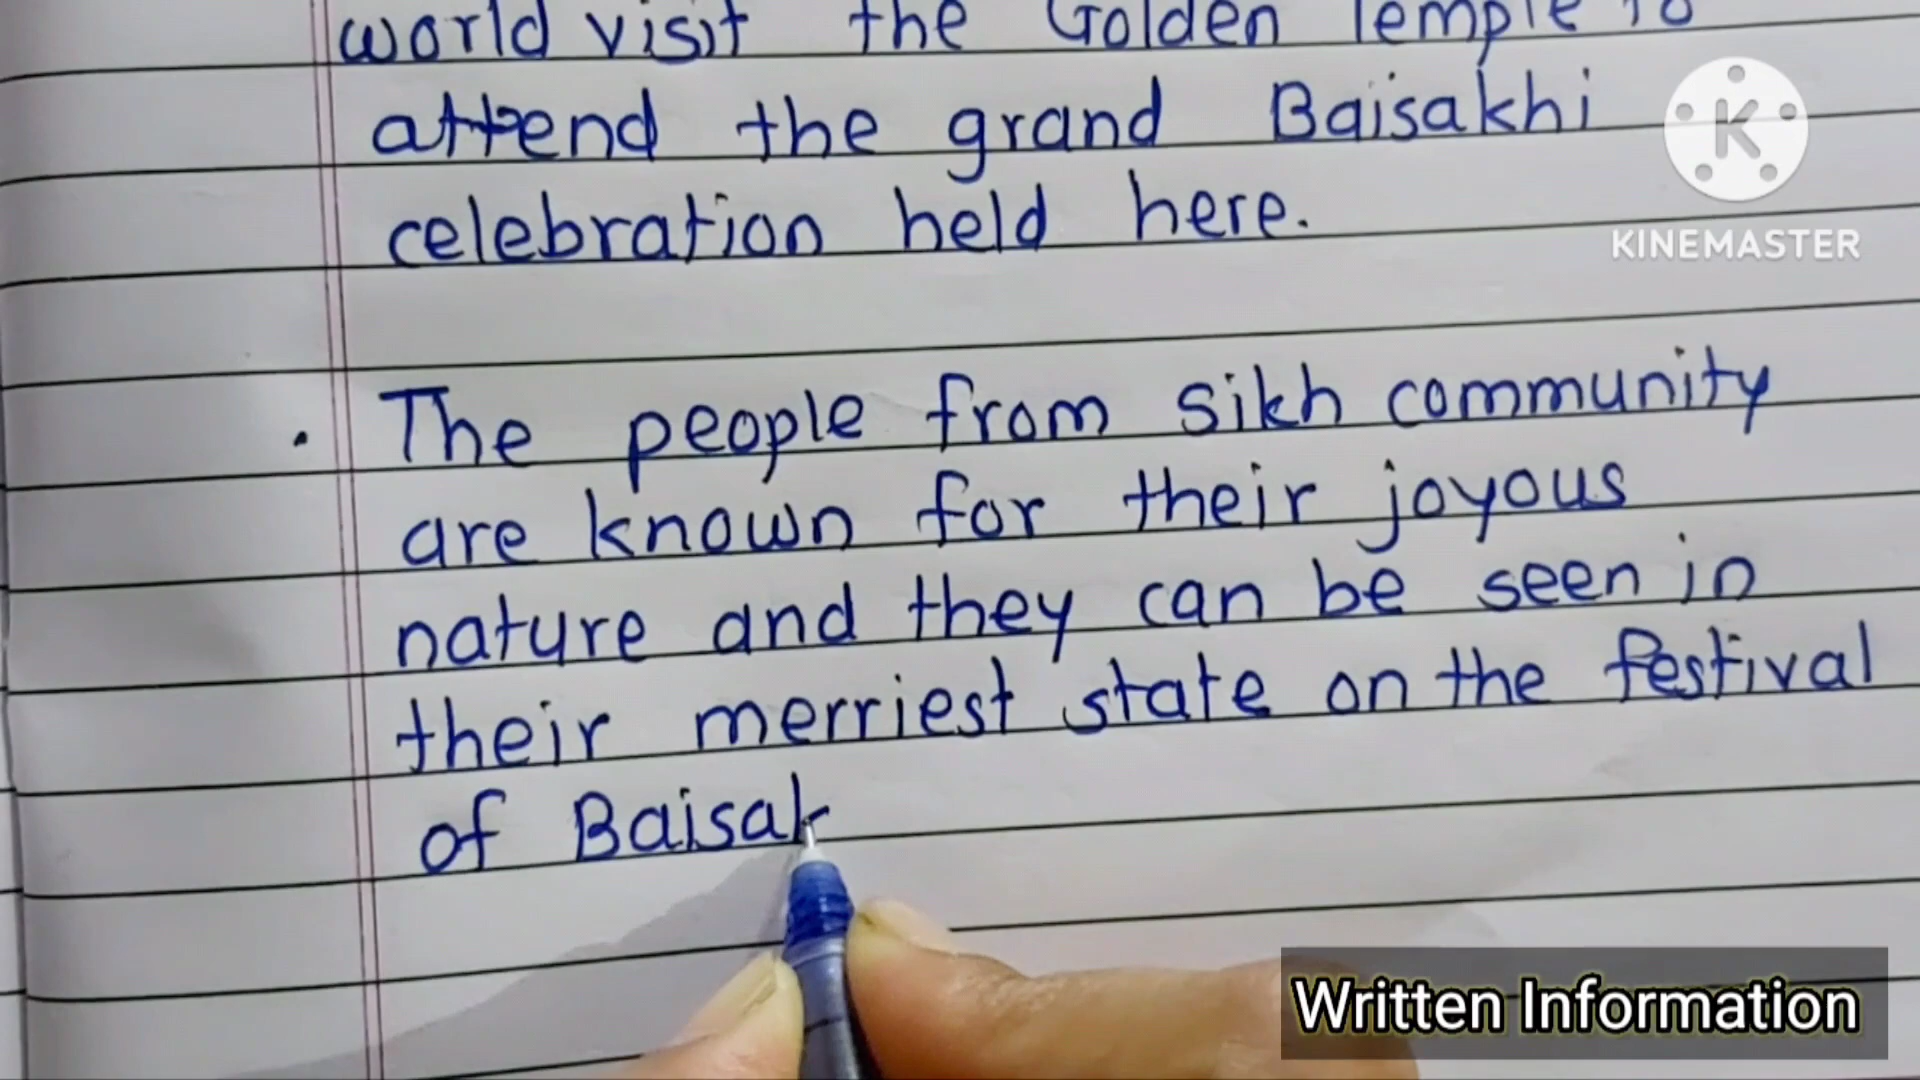 world visit the Golden Temple to
attend the grand Baisakhi
celebration held here.
KINEMASTER
. The people from sikh community
are known for their joyous
nature and they can be seen in
their merriest state on the festival
of Baisak
Written Information